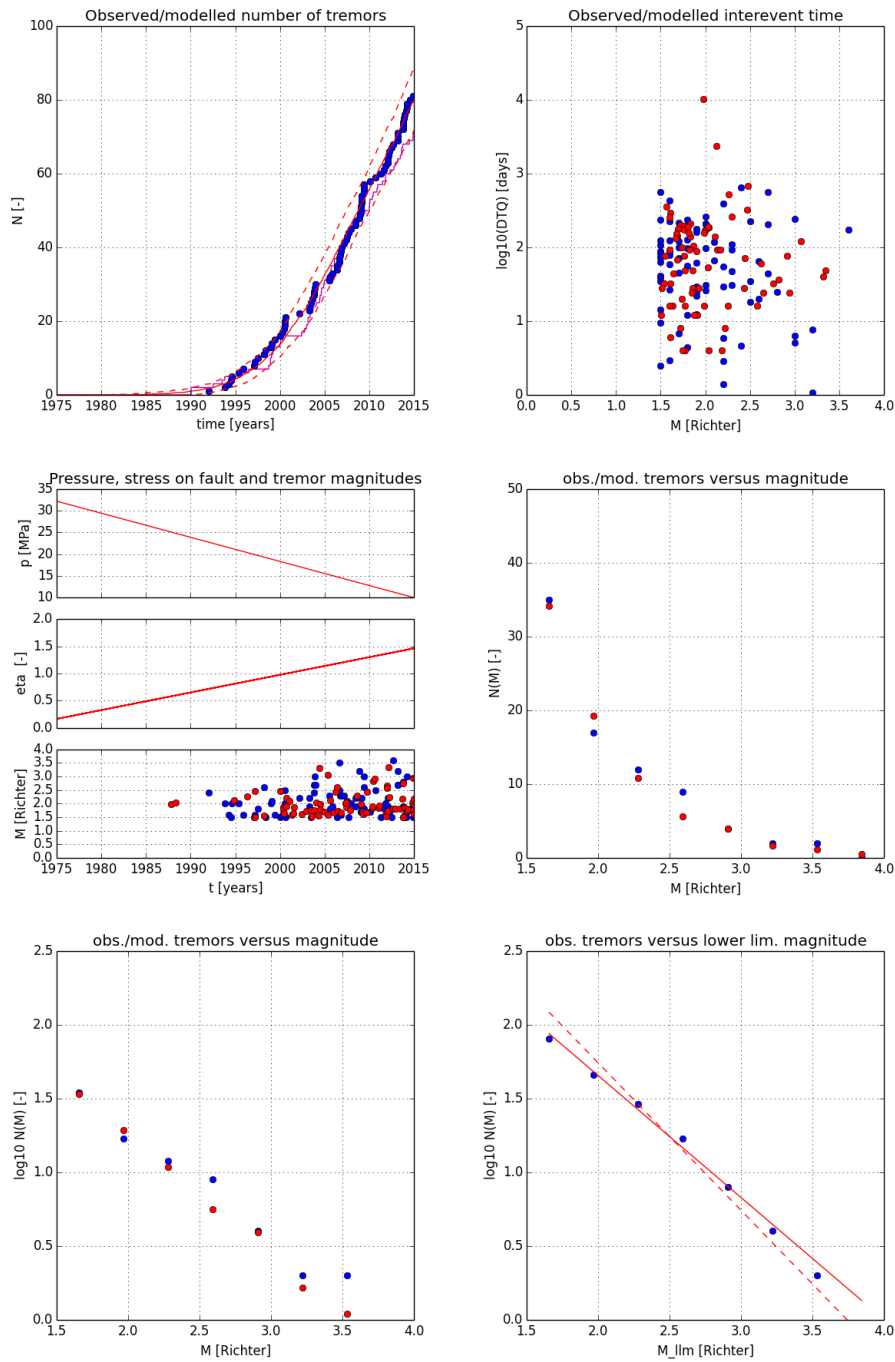 Observed/modelled number of tremors
100
80
60
40
20
0
N [-]
1975 1980 1985 1990 1995 2000 2005 2010 2015
time [years]
Observed/modelled interevent time
5
4
3
2
1
0
log10(DTQ) [days]
0.0 0.5 1.0 1.5 2.0 2.5 3.0 3.5 4.0
M [Richter]
Pressure, stress on fault and tremor magnitudes
35
30
25
20
15
10
p [MPa]
2.0
1.5
1.0
0.5
0.0
eta [-]
4.0
3.5
3.0
2.5
2.0
1.5
1.0
0.5
0.0
M [Richter]
1975 1980 1985 1990 1995 2000 2005 2010 2015
t [years]
obs./mod. tremors versus magnitude
50
40
30
20
10
0
N(M) [-]
1.5 2.0 2.5 3.0 3.5 4.0
M [Richter]
obs./mod. tremors versus magnitude
2.5
2.0
1.5
1.0
0.5
0.0
log10 N(M) [-]
1.5 2.0 2.5 3.0 3.5 4.0
M [Richter]
obs. tremors versus lower lim. magnitude
2.5
2.0
1.5
1.0
0.5
0.0
log10 N(M) [-]
1.5 2.0 2.5 3.0 3.5 4.0
M_llm [Richter]